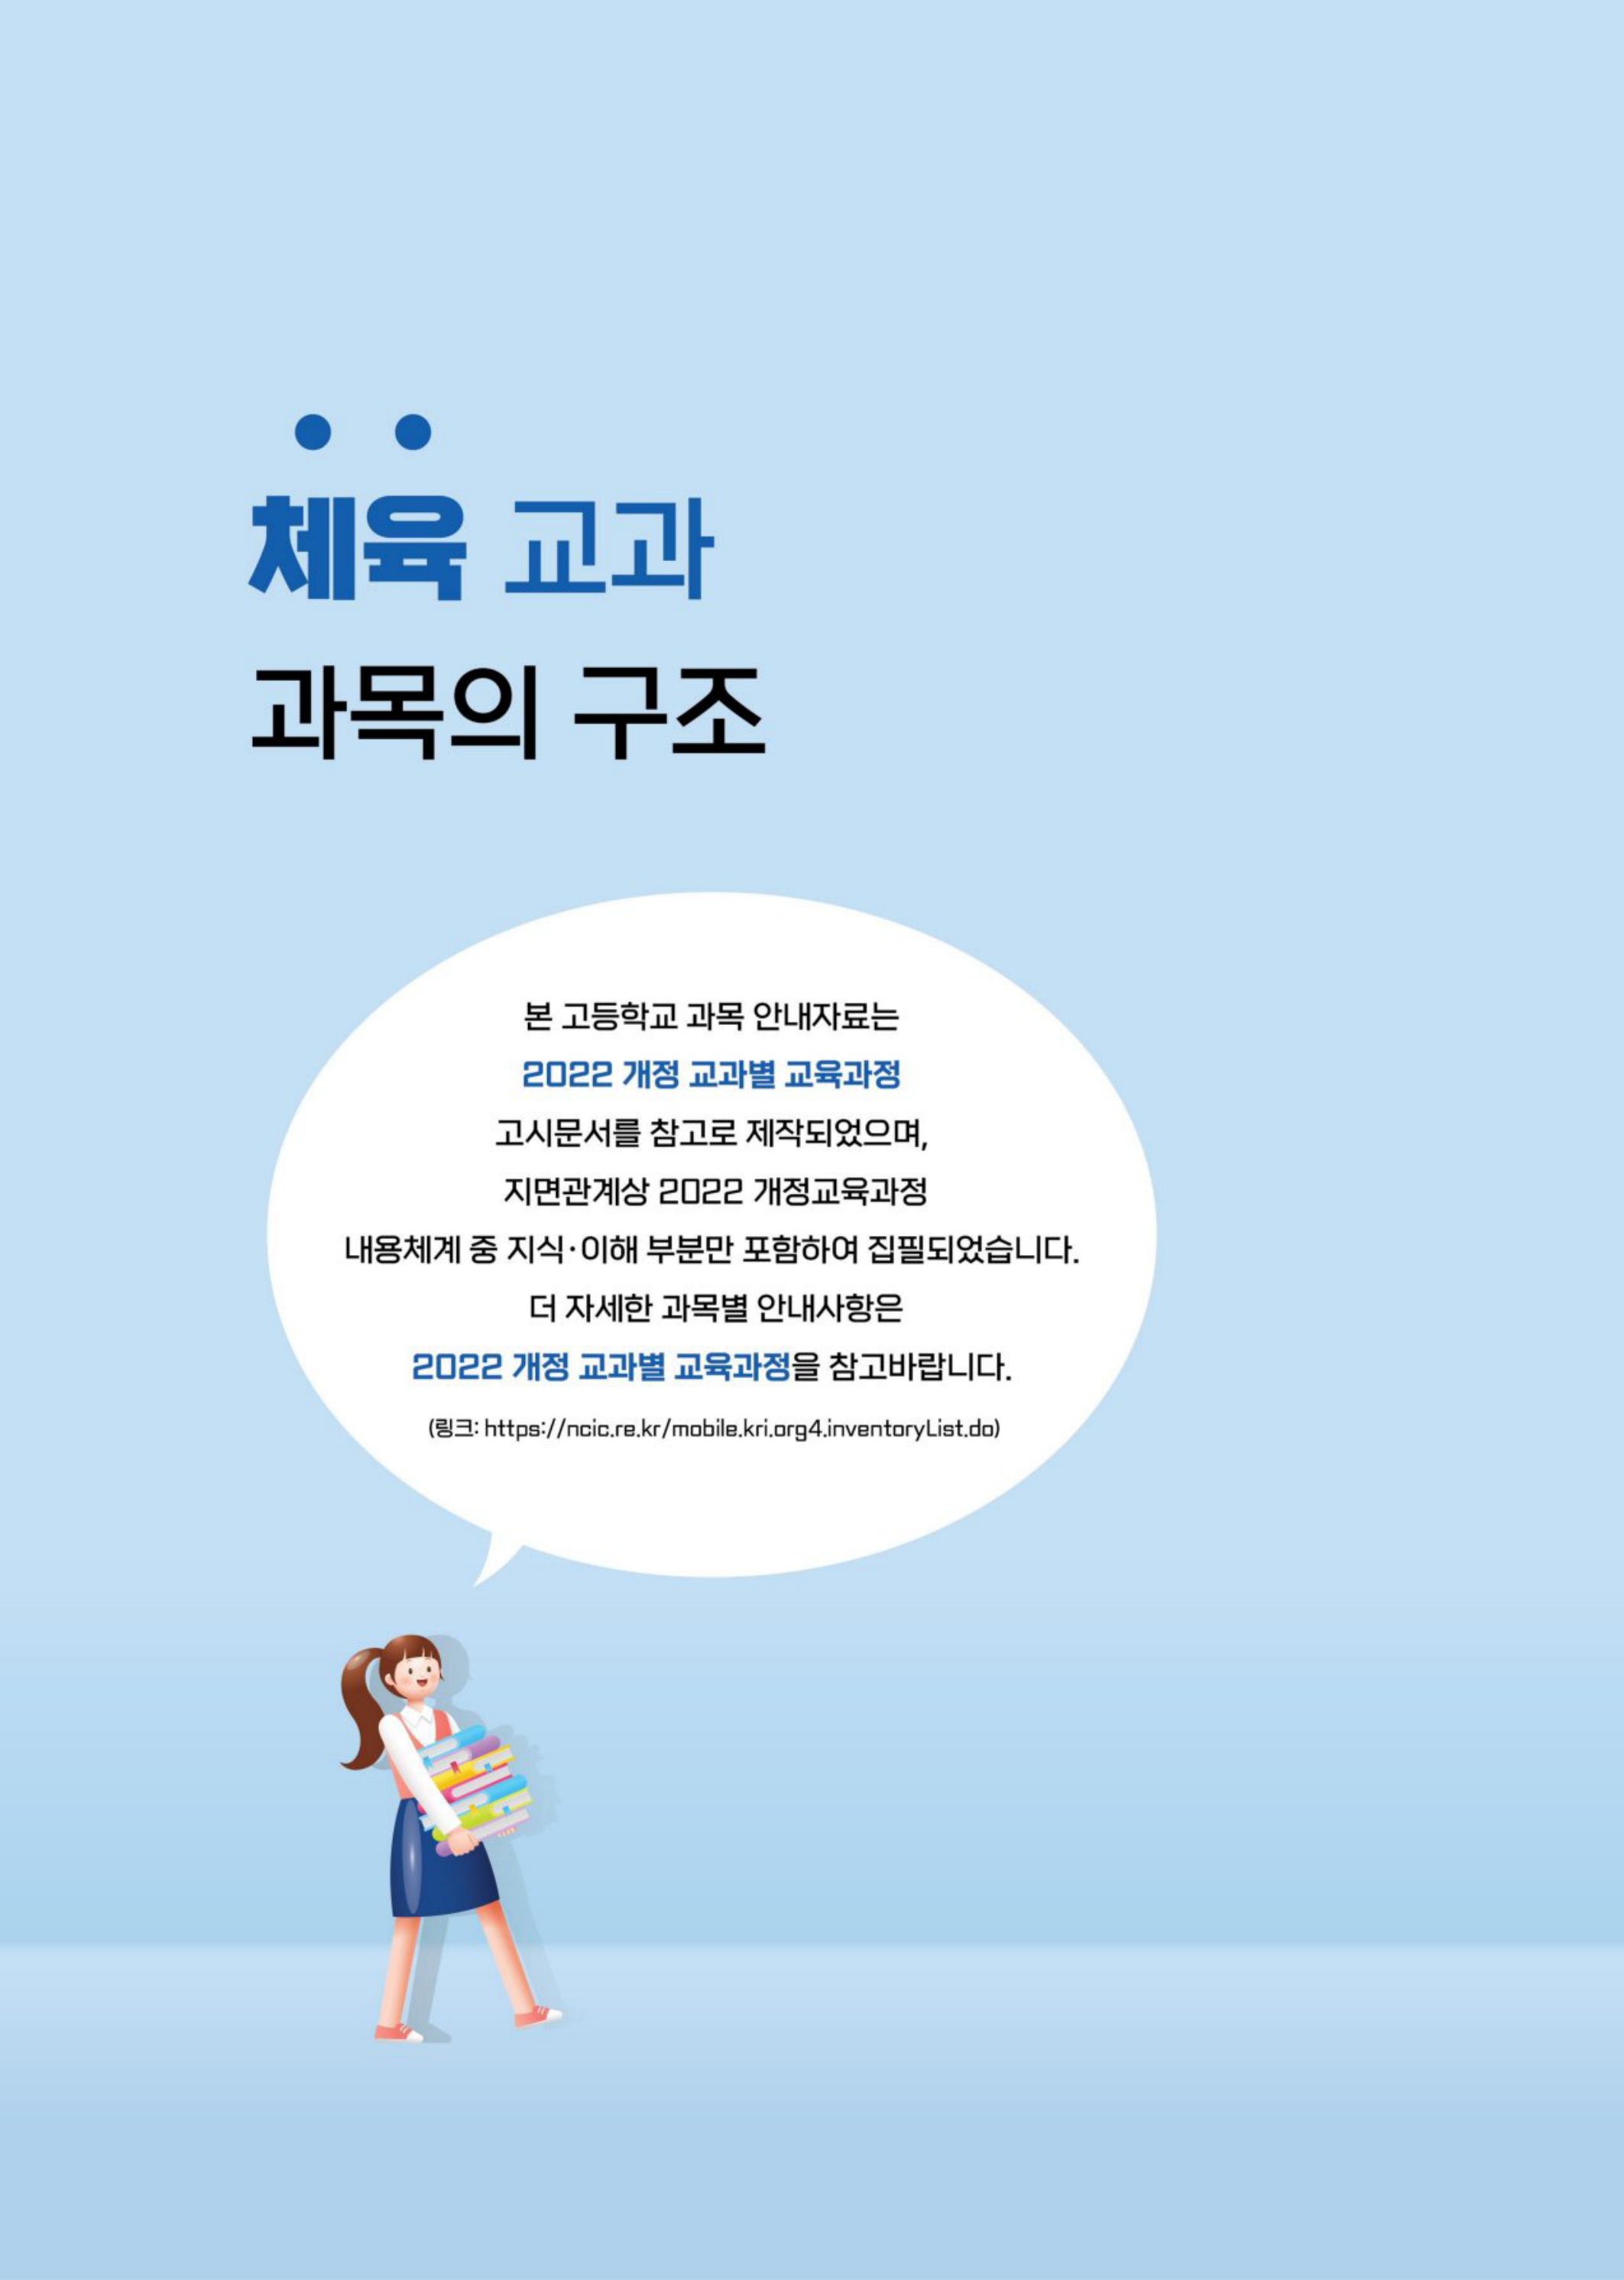 체육 교과
과목의 구조
본 고등학교 과목 안내자료는
2022 개정 교과별 교육과정
고시문서를 참고로 제작되었으며,
지면관계상 2022 개정교육과정
내용체계 중 지식·이해 부분만 포함하여 집필되었습니다.
더 자세한 과목별 안내사항은
2022 개정 교과별 교육과정을 참고바랍니다.
(링크: https://ncic.re.kr/mobile.kri.org4.inventoryList.do)